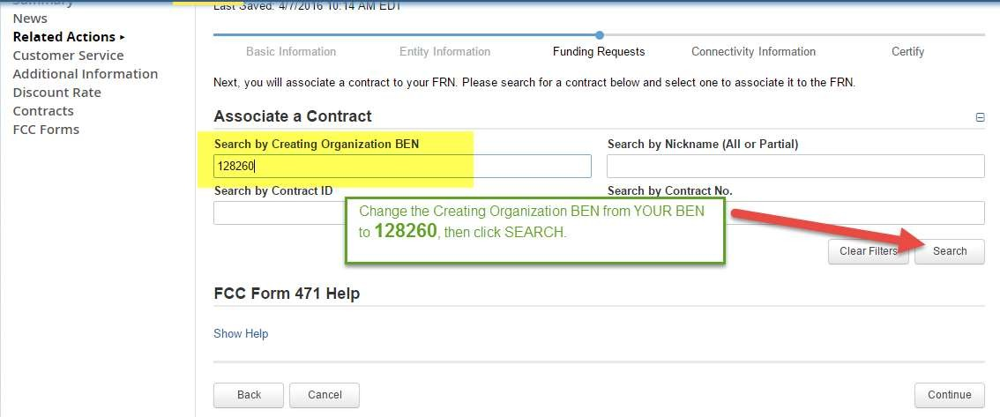 Summary
Last Saved: 4/7/2016 10:14 AM EDT
News
Related Actions ▸
Customer Service
Additional Information
Discount Rate
Contracts
FCC Forms
Basic Information
Entity Information
Funding Requests
Connectivity Information
Certify
Next, you will associate a contract to your FRN. Please search for a contract below and select one to associate it to the FRN.
Associate a Contract
Search by Creating Organization BEN
128260
Search by Nickname (All or Partial)
Search by Contract ID
Search by Contract No.
Change the Creating Organization BEN from YOUR BEN
to 128260, then click SEARCH.
Clear Filters
Search
FCC Form 471 Help
Show Help
Back
Cancel
Continue